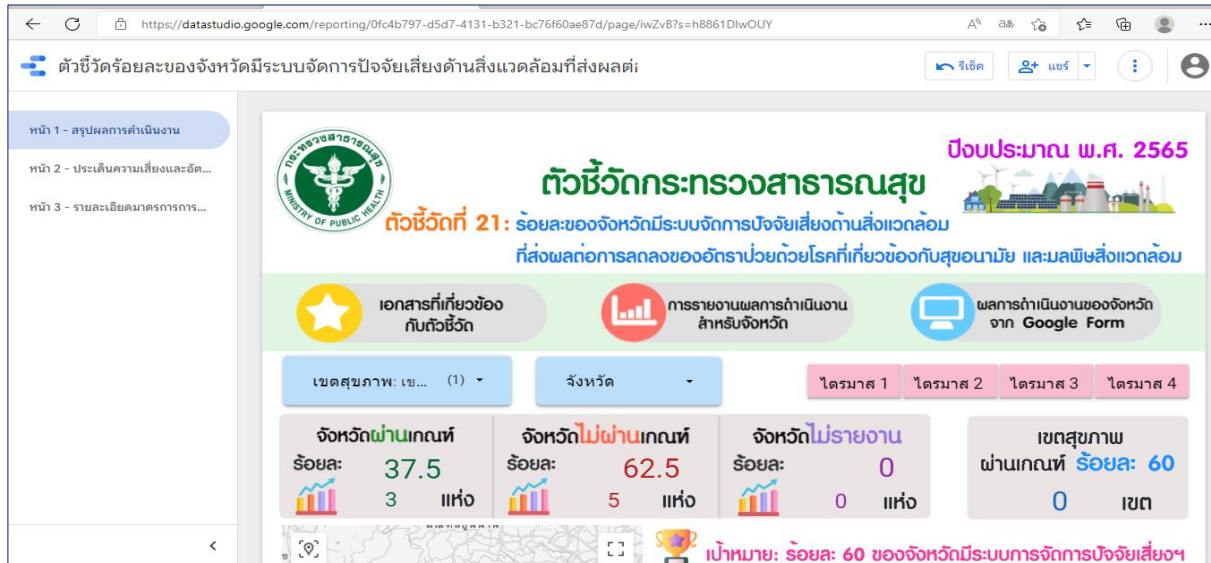 https://datastudio.google.com/reporting/0fc4b797-d5d7-4131-b321-bc76f60ae87d/page/iwZvB?s=h8861DIwOUY
ตัวชี้วัดร้อยละของจังหวัดมีระบบจัดการปัจจัยเสี่ยงด้านสิ่งแวดล้อมที่ส่งผลต่อ
รีเซ็ต
แชร์
หน้า 1 - สรุปผลการดำเนินงาน
หน้า 2 - ประเด็นความเสี่ยงและอัต...
หน้า 3 - รายละเอียดมาตรการการ...
กระทรวงสาธารณสุข
MINISTRY OF PUBLIC HEALTH
ปีงบประมาณ พ.ศ. 2565
ตัวชี้วัดกระทรวงสาธารณสุข
ตัวชี้วัดที่ 21: ร้อยละของจังหวัดมีระบบจัดการปัจจัยเสี่ยงด้านสิ่งแวดล้อม
ที่ส่งผลต่อการลดลงของอัตราป่วยด้วยโรคที่เกี่ยวข้องกับสุขอนามัย และมลพิษสิ่งแวดล้อม
เอกสารที่เกี่ยวข้อง
กับตัวชี้วัด
การรายงานผลการดำเนินงาน
สำหรับจังหวัด
ผลการดำเนินงานของจังหวัด
จาก Google Form
เขตสุขภาพ: เข... (1)
จังหวัด
ไตรมาส 1 ไตรมาส 2 ไตรมาส 3 ไตรมาส 4
จังหวัดผ่านเกณฑ์
ร้อยละ: 37.5
3 แห่ง
จังหวัดไม่ผ่านเกณฑ์
ร้อยละ: 62.5
5 แห่ง
จังหวัดไม่รายงาน
ร้อยละ: 0
0 แห่ง
เขตสุขภาพ
ผ่านเกณฑ์ ร้อยละ: 60
0 เขต
เป้าหมาย: ร้อยละ 60 ของจังหวัดมีระบบการจัดการปัจจัยเสี่ยงฯ